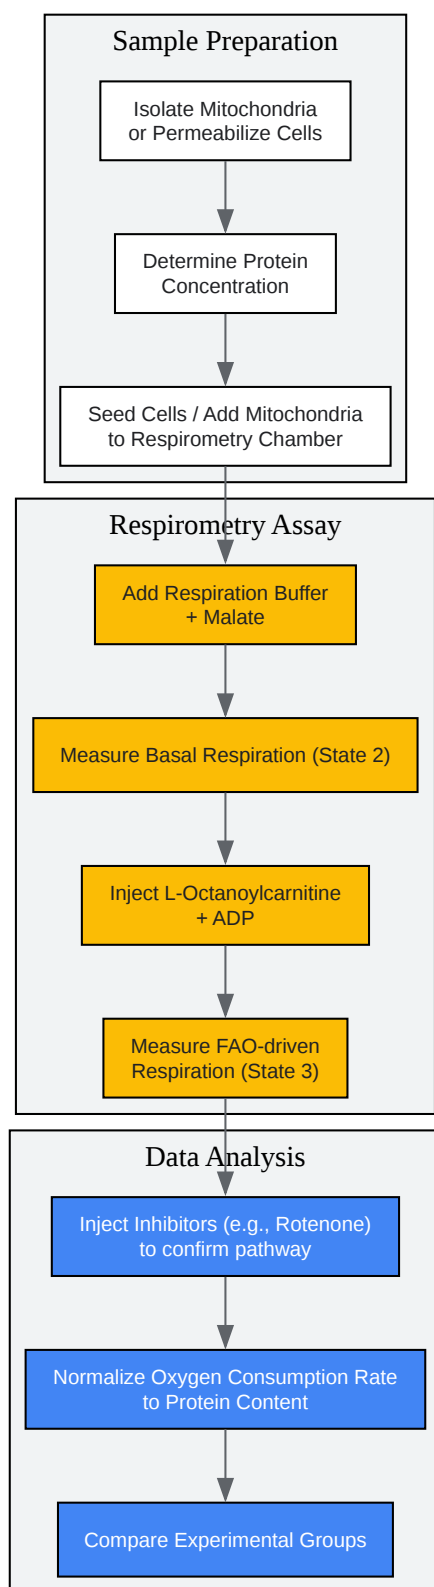 Sample Preparation
Isolate Mitochondria
or Permeabilize Cells
Determine Protein
Concentration
Seed Cells / Add Mitochondria
to Respirometry Chamber
Respirometry Assay
Add Respiration Buffer
+ Malate
Measure Basal Respiration (State 2)
Inject L-Octanoylcarnitine
+ ADP
Measure FAO-driven
Respiration (State 3)
Data Analysis
Inject Inhibitors (e.g., Rotenone)
to confirm pathway
Normalize Oxygen Consumption Rate
to Protein Content
Compare Experimental Groups